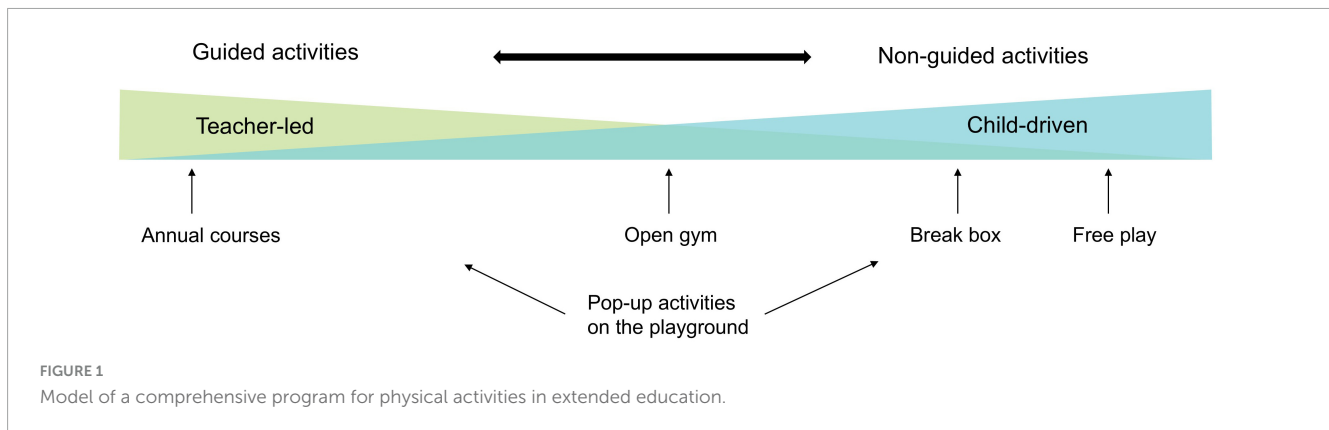 Guided activities
Non-guided activities
Teacher-led
Child-driven
Annual courses
Open gym
Break box
Free play
Pop-up activities
on the playground
FIGURE 1
Model of a comprehensive program for physical activities in extended education.